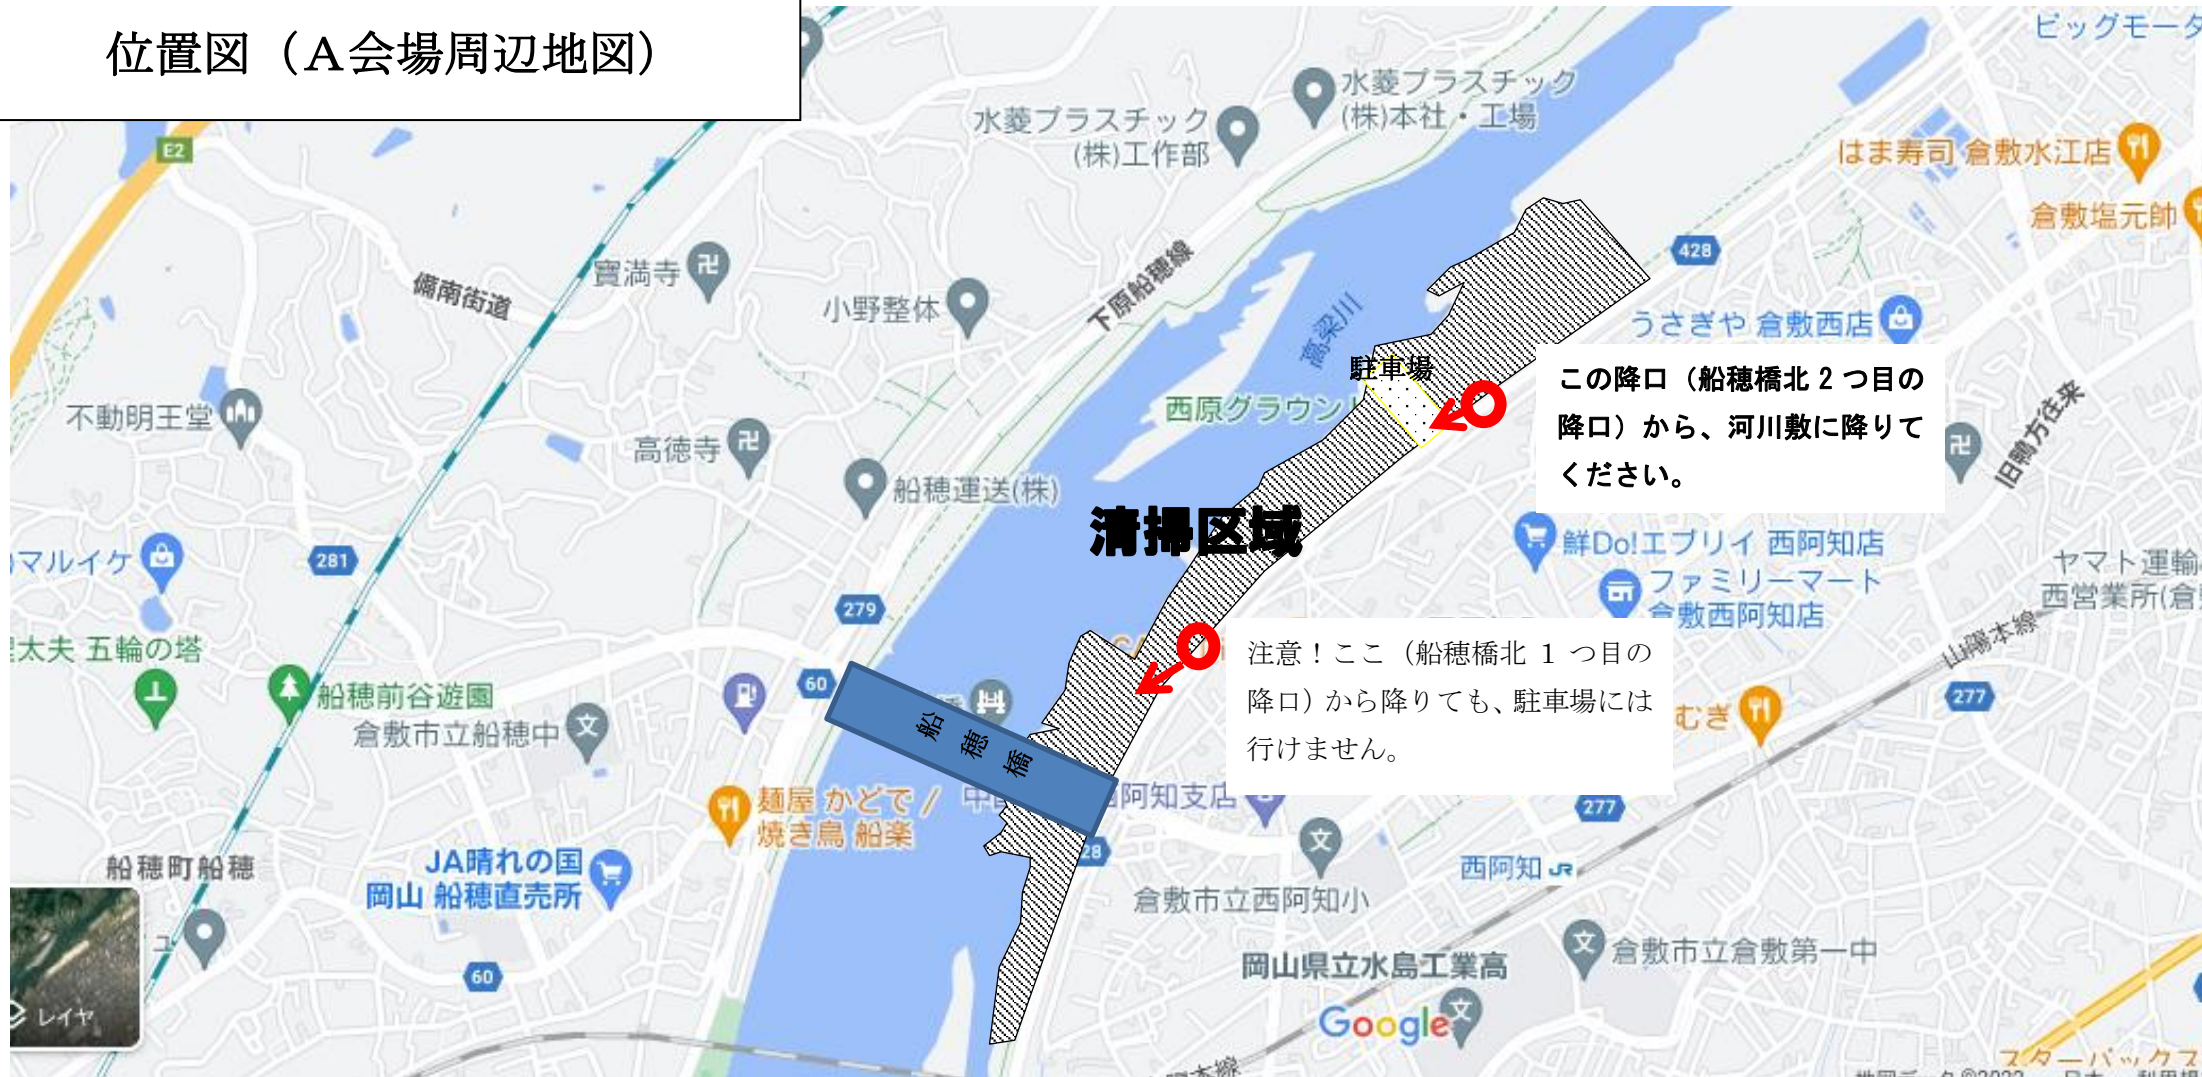 位置図（A会場周辺地図）
ビッグモータ
水菱プラスチック
(株)本社・工場
水菱プラスチック
(株)工作部
E2
はま寿司 倉敷水江店
倉敷塩元帥
428
寶満寺
備南街道
小野整体
下原船穂線
高梁川
うさぎや 倉敷西店
駐車場
西原グラウン
この降口（船穂橋北 2 つ目の
降口）から、河川敷に降りて
ください。
旧鴨方往来
不動明王堂
高徳寺
船穂運送(株)
清掃区域
鮮Do!エブリイ 西阿知店
ファミリーマート
倉敷西阿知店
ヤマト運輸
西営業所(倉
マルイケ
281
279
山陽本線
太夫 五輪の塔
注意！ここ（船穂橋北 1 つ目の
降口）から降りても、駐車場には
行けません。
60
船穂前谷遊園
倉敷市立船穂中
船穂橋
277
むぎ
麺屋 かどで /
焼き鳥 船楽
阿知支店
277
28
船穂町船穂
JA晴れの国
岡山 船穂直売所
西阿知
JR
倉敷市立西阿知小
岡山県立水島工業高
倉敷市立倉敷第一中
60
レイヤ
Google
本線
スターバックス